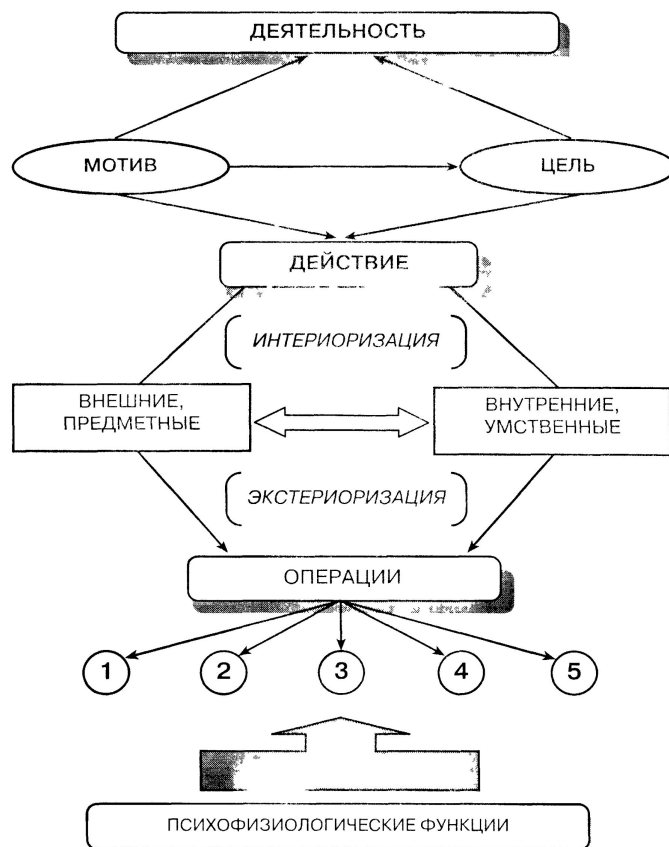 ДЕЯТЕЛЬНОСТЬ
МОТИВ
ЦЕЛЬ
ДЕЙСТВИЕ
ИНТЕРИОРИЗАЦИЯ
ВНЕШНИЕ,
ПРЕДМЕТНЫЕ
ВНУТРЕННИЕ,
УМСТВЕННЫЕ
ЭКСТЕРИОРИЗАЦИЯ
ОПЕРАЦИИ
1 2 3 4 5
ПСИХОФИЗИОЛОГИЧЕСКИЕ ФУНКЦИИ